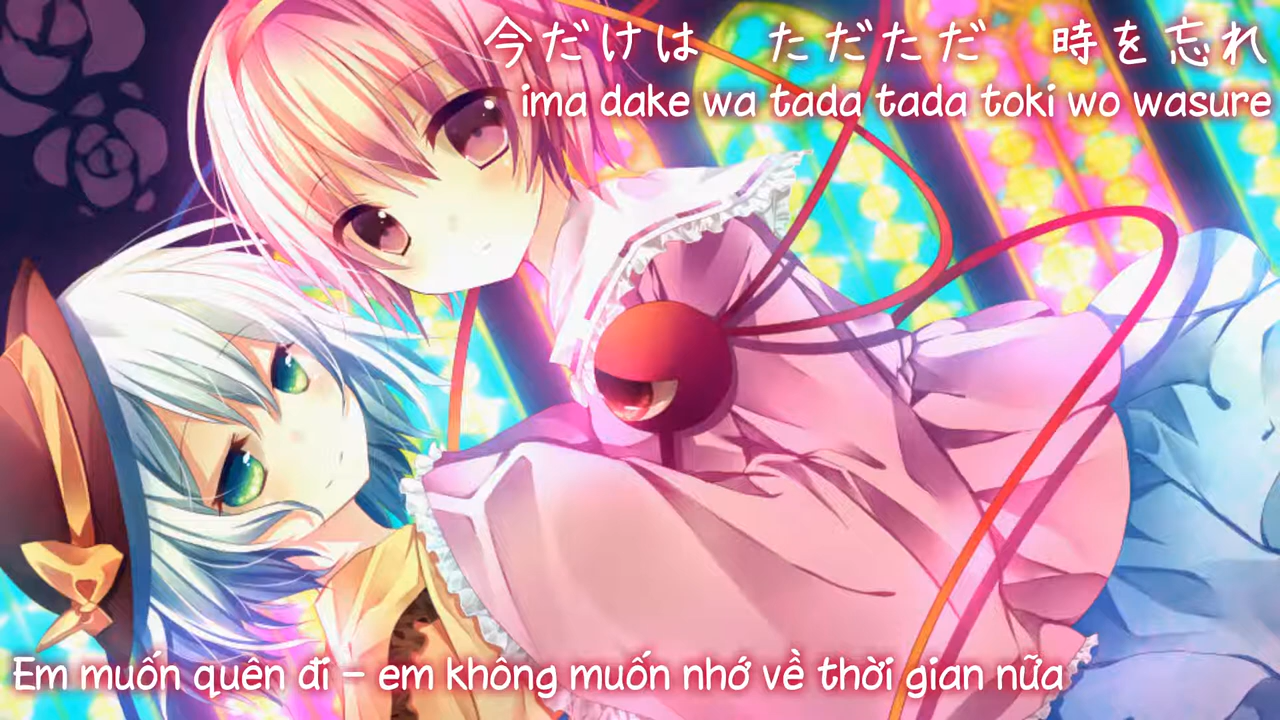 今だけは　ただただ　時を忘れ
ima dake wa tada tada toki wo wasure
Em muốn quên đi – em không muốn nhớ về thời gian nữa